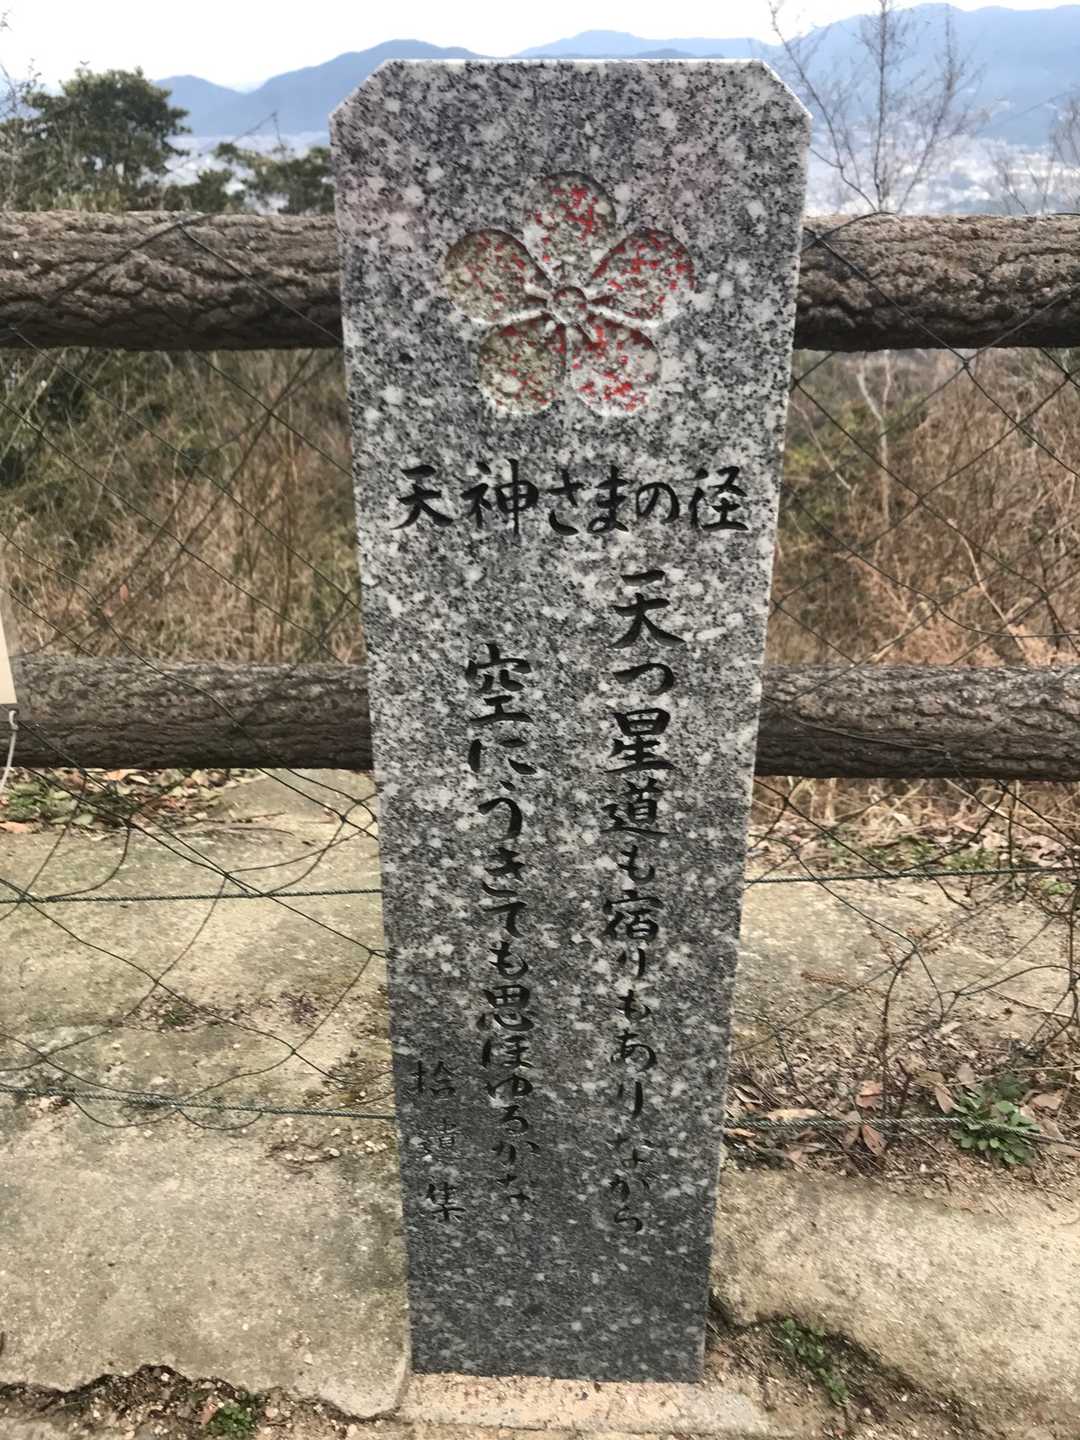 天神さまの径
天つ星道も宿りもありながら
空にうきても思ほゆるかな
拾遺集